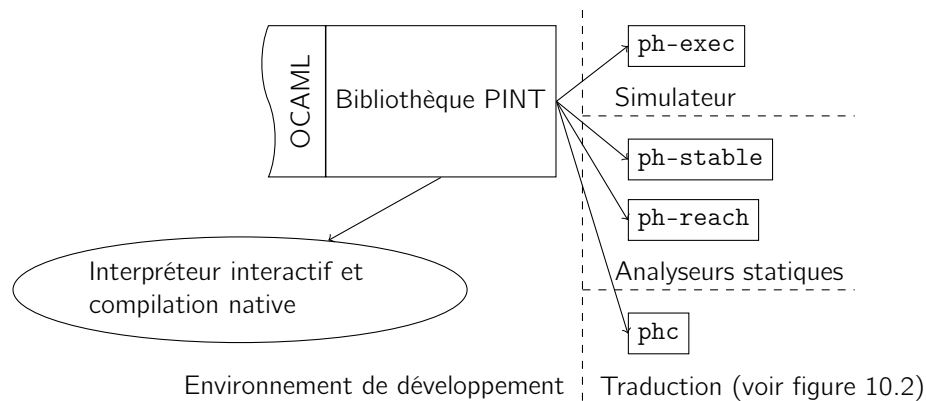 OCAML
Bibliothèque PINT
ph-exec
Simulateur
ph-stable
ph-reach
Analyseurs statiques
phc
Interpréteur interactif et
compilation native
Environnement de développement
Traduction (voir figure 10.2)